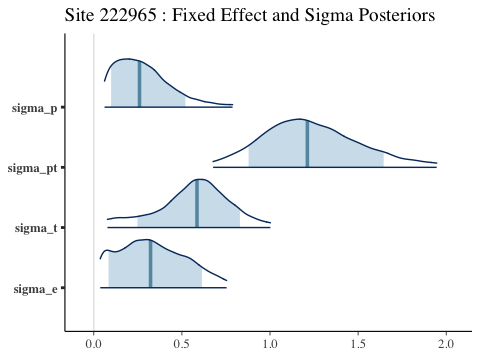 Site 222965 : Fixed Effect and Sigma Posteriors
sigma_p
sigma_pt
sigma_t
sigma_e
0.0 0.5 1.0 1.5 2.0